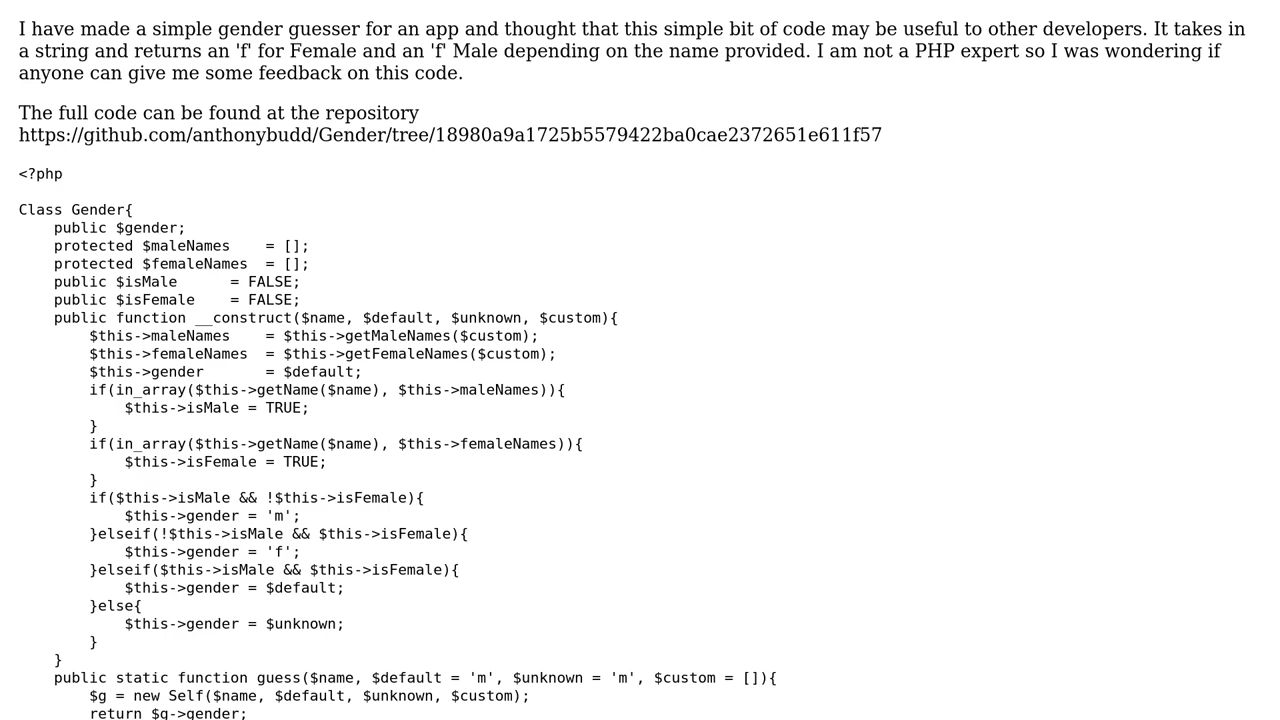 I have made a simple gender guesser for an app and thought that this simple bit of code may be useful to other developers. It takes in
a string and returns an 'f' for Female and an 'f' Male depending on the name provided. I am not a PHP expert so I was wondering if
anyone can give me some feedback on this code.
The full code can be found at the repository
https://github.com/anthonybudd/Gender/tree/18980a9a1725b5579422ba0cae2372651e611f57
<?php
Class Gender{
    public $gender;
    protected $maleNames    = [];
    protected $femaleNames  = [];
    public $isMale      = FALSE;
    public $isFemale    = FALSE;
    public function __construct($name, $default, $unknown, $custom){
        $this->maleNames    = $this->getMaleNames($custom);
        $this->femaleNames  = $this->getFemaleNames($custom);
        $this->gender       = $default;
        if(in_array($this->getName($name), $this->maleNames)){
            $this->isMale = TRUE;
        }
        if(in_array($this->getName($name), $this->femaleNames)){
            $this->isFemale = TRUE;
        }
        if($this->isMale && !$this->isFemale){
            $this->gender = 'm';
        }elseif(!$this->isMale && $this->isFemale){
            $this->gender = 'f';
        }elseif($this->isMale && $this->isFemale){
            $this->gender = $default;
        }else{
            $this->gender = $unknown;
        }
    }
    public static function guess($name, $default = 'm', $unknown = 'm', $custom = []){
        $g = new Self($name, $default, $unknown, $custom);
        return $g->gender;